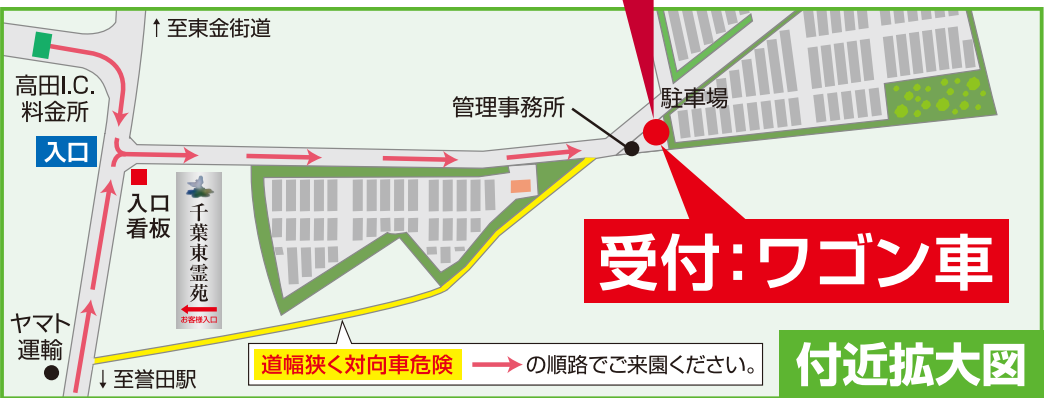 ↑至東金街道
高田I.C.
料金所
入口
入口
看板
千葉東霊苑
お客様入口
管理事務所
駐車場
受付：ワゴン車
ヤマト
運輸
↓至誉田駅
道幅狭く対向車危険 → の順路でご来園ください。
付近拡大図